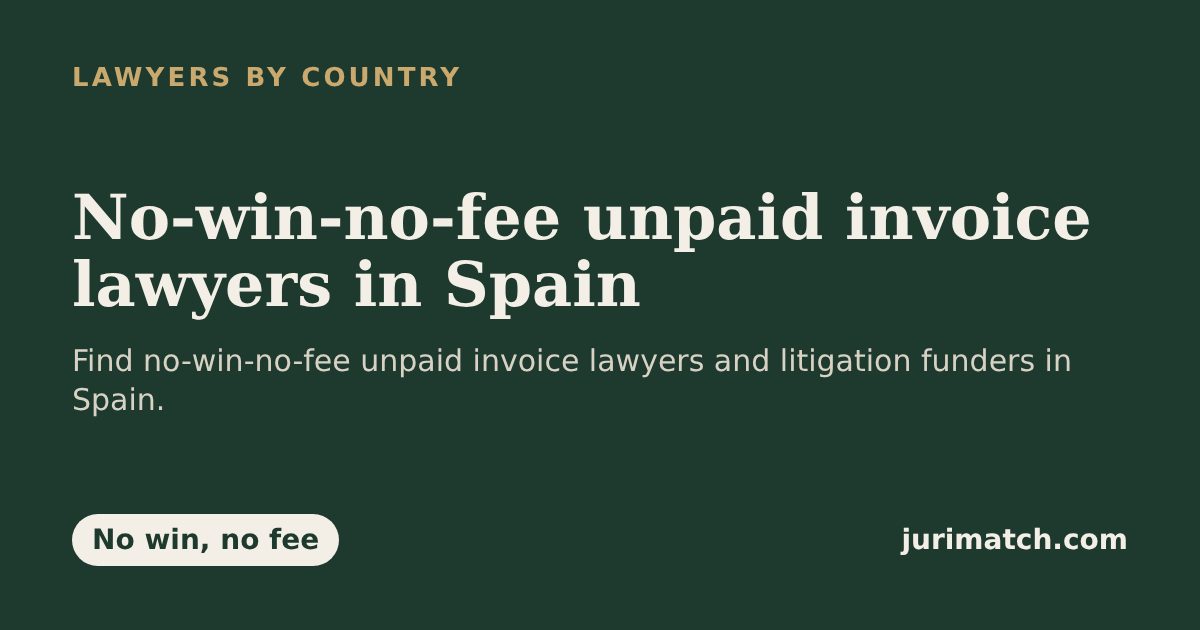 LAWYERS BY COUNTRY
No-win-no-fee unpaid invoice
lawyers in Spain
Find no-win-no-fee unpaid invoice lawyers and litigation funders in
Spain.
No win, no fee
jurimatch.com